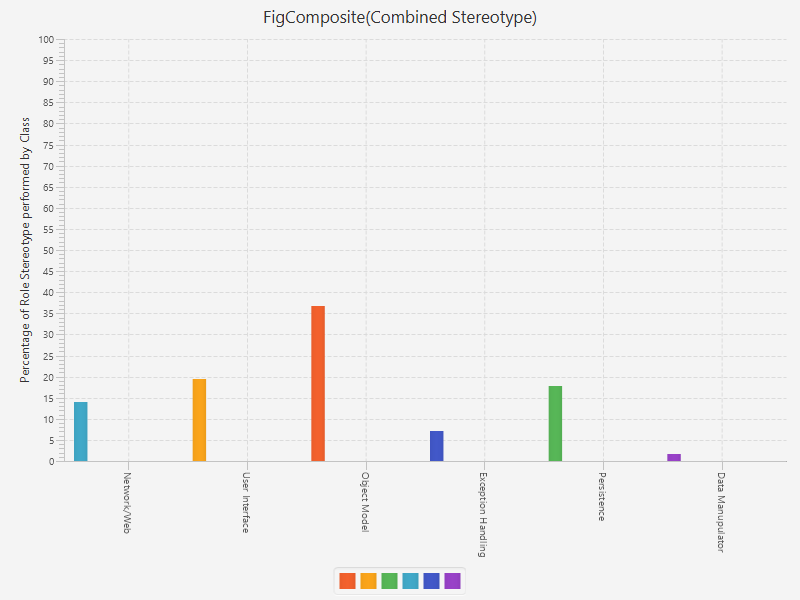 FigComposite(Combined Stereotype)
Percentage of Role Stereotype performed by Class
100
95
90
85
80
75
70
65
60
55
50
45
40
35
30
25
20
15
10
5
0
Network/Web
User Interface
Object Model
Exception Handling
Persistence
Data Manupulator